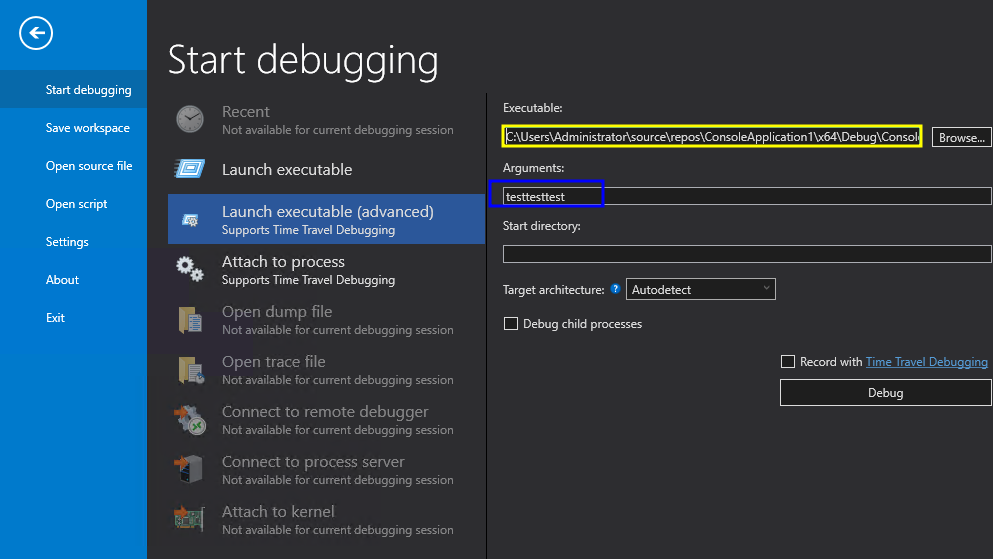 Start debugging
Save workspace
Open source file
Open script
Settings
About
Exit
Start debugging
Recent
Not available for current debugging session
Launch executable
Launch executable (advanced)
Supports Time Travel Debugging
Attach to process
Supports Time Travel Debugging
Open dump file
Not available for current debugging session
Open trace file
Not available for current debugging session
Connect to remote debugger
Not available for current debugging session
Connect to process server
Not available for current debugging session
Attach to kernel
Not available for current debugging session
Executable:
C:\Users\Administrator\source\repos\ConsoleApplication1\x64\Debug\Consol
Browse...
Arguments:
testtesttest
Start directory:
Target architecture: ? Autodetect
Debug child processes
Record with Time Travel Debugging
Debug